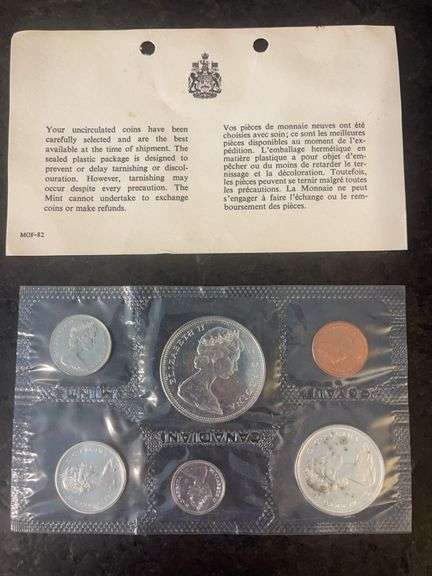 Your uncirculated coins have been
carefully selected and are the best
available at the time of shipment. The
sealed plastic package is designed to
prevent or delay tarnishing or discol-
ouration. However, tarnishing may
occur despite every precaution. The
Mint cannot undertake to exchange
coins or make refunds.
MOF-82
Vos pièces de monnaie neuves ont été
choisies avec soin; ce sont les meilleures
pièces disponibles au moment de l'ex-
pédition. L'emballage hermétique en
matière plastique a pour objet d'em-
pêcher ou du moins de retarder le ter-
nissage et la décoloration. Toutefois,
les pièces peuvent se ternir malgré toutes
les précautions. La Monnaie ne peut
s'engager à faire l'échange ou le rem-
boursement des pièces.
ELIZABETH II
ROYAL
MINT
CANADIAN